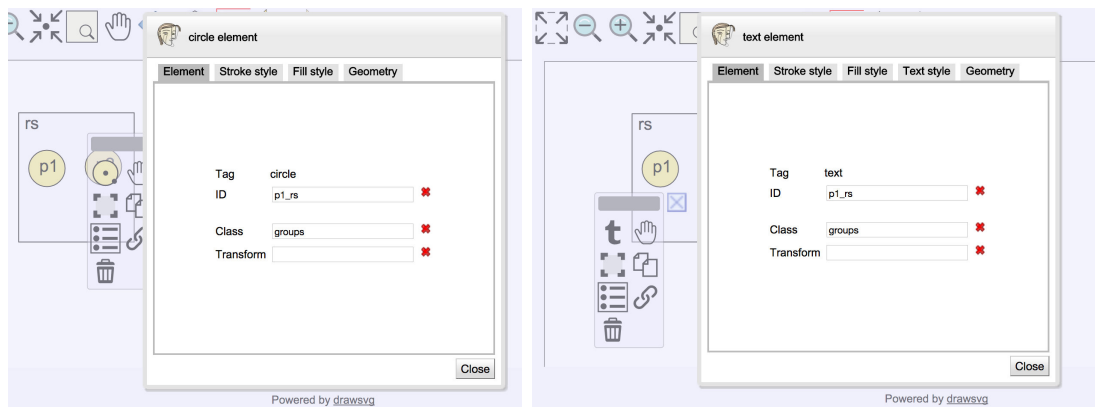 circle element
Element Stroke style Fill style Geometry
rs
p1
Tag circle
ID p1_rs
Class groups
Transform
Close
Powered by drawsvg
text element
Element Stroke style Fill style Text style Geometry
rs
p1
t
Tag text
ID p1_rs
Class groups
Transform
Close
Powered by drawsvg